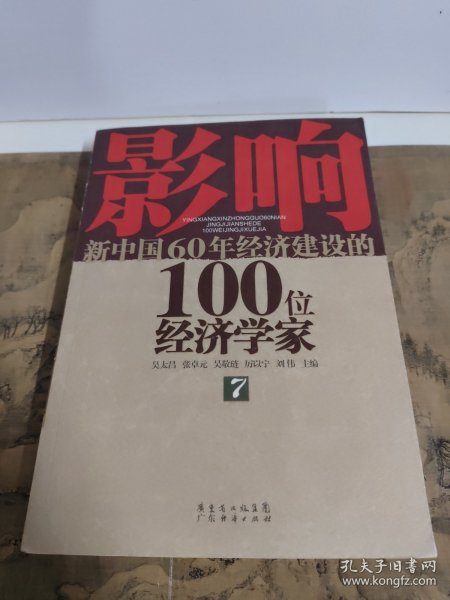 影响
YINGXIANGXINZHONGGUO60NIAN
JINGJIJIANSHEDE
100WEIJINGJIXUEJIA
新中国60年经济建设的
100位
经济学家
吴太昌 张卓元 吴敬琏 厉以宁 刘伟 主编
7
广东省出版集团
广东经济出版社
孔夫子旧书网
www.kongfz.com